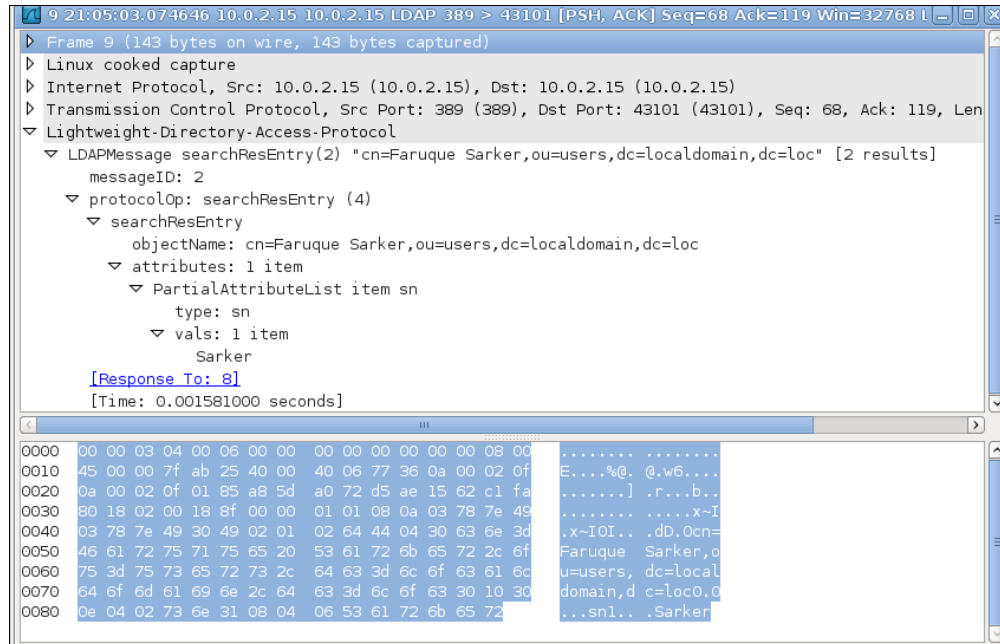 9 21:05:03.074646 10.0.2.15 10.0.2.15 LDAP 389 > 43101 [PSH, ACK] Seq=68 Ack=119 Win=32768 L
Frame 9 (143 bytes on wire, 143 bytes captured)
Linux cooked capture
Internet Protocol, Src: 10.0.2.15 (10.0.2.15), Dst: 10.0.2.15 (10.0.2.15)
Transmission Control Protocol, Src Port: 389 (389), Dst Port: 43101 (43101), Seq: 68, Ack: 119, Len
Lightweight-Directory-Access-Protocol
LDAPMessage searchResEntry(2) "cn=Faruque Sarker,ou=users,dc=localdomain,dc=loc" [2 results]
messageID: 2
protocolOp: searchResEntry (4)
searchResEntry
objectName: cn=Faruque Sarker,ou=users,dc=localdomain,dc=loc
attributes: 1 item
PartialAttributeList item sn
type: sn
vals: 1 item
Sarker
[Response To: 8]
[Time: 0.001581000 seconds]
0000 00 00 03 04 00 06 00 00 00 00 00 00 00 00 08 00 ........ ........
0010 45 00 00 7f ab 25 40 00 40 06 77 36 0a 00 02 0f E....%@. @.w6....
0020 0a 00 02 0f 01 85 a8 5d a0 72 d5 ae 15 62 c1 fa .......] .r...b..
0030 80 18 02 00 18 8f 00 00 01 01 08 0a 03 78 7e 49 ........ .....x~I
0040 03 78 7e 49 30 49 02 01 02 64 44 04 30 63 6e 3d .x~I0I.. .dD.0cn=
0050 46 61 72 75 71 75 65 20 53 61 72 6b 65 72 2c 6f Faruque  Sarker,o
0060 75 3d 75 73 65 72 73 2c 64 63 3d 6c 6f 63 61 6c u=users, dc=local
0070 64 6f 6d 61 69 6e 2c 64 63 3d 6c 6f 63 30 10 30 domain,d c=loc0.0
0080 0e 04 02 73 6e 31 08 04 06 53 61 72 6b 65 72 ...sn1.. .Sarker